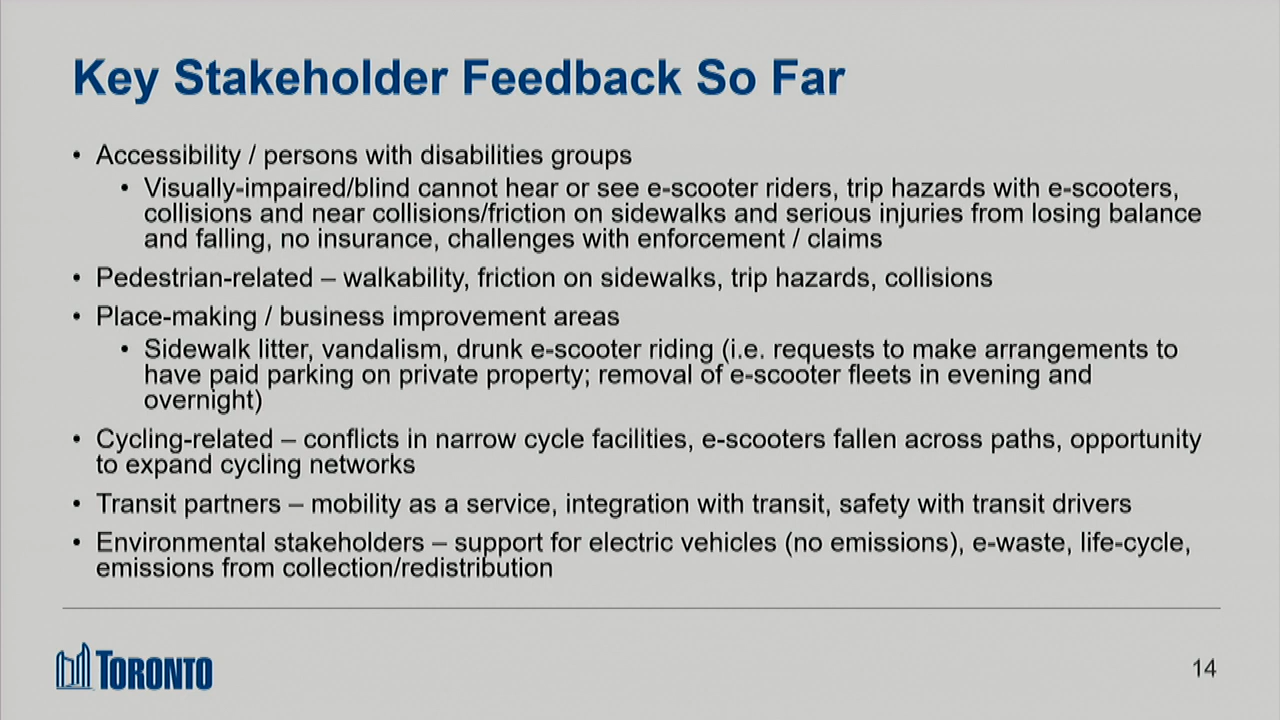 Key Stakeholder Feedback So Far
• Accessibility / persons with disabilities groups
• Visually-impaired/blind cannot hear or see e-scooter riders, trip hazards with e-scooters,
collisions and near collisions/friction on sidewalks and serious injuries from losing balance
and falling, no insurance, challenges with enforcement / claims
• Pedestrian-related – walkability, friction on sidewalks, trip hazards, collisions
• Place-making / business improvement areas
• Sidewalk litter, vandalism, drunk e-scooter riding (i.e. requests to make arrangements to
have paid parking on private property; removal of e-scooter fleets in evening and
overnight)
• Cycling-related – conflicts in narrow cycle facilities, e-scooters fallen across paths, opportunity
to expand cycling networks
• Transit partners – mobility as a service, integration with transit, safety with transit drivers
• Environmental stakeholders – support for electric vehicles (no emissions), e-waste, life-cycle,
emissions from collection/redistribution
TORONTO
14